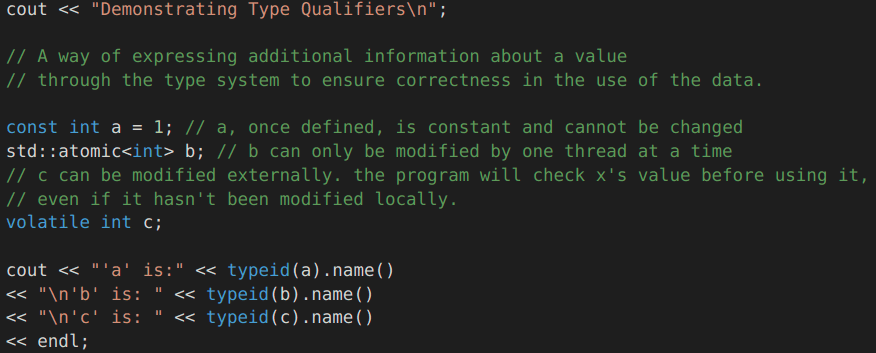 cout << "Demonstrating Type Qualifiers\n";
// A way of expressing additional information about a value
// through the type system to ensure correctness in the use of the data.
const int a = 1; // a, once defined, is constant and cannot be changed
std::atomic<int> b; // b can only be modified by one thread at a time
// c can be modified externally. the program will check x's value before using it,
// even if it hasn't been modified locally.
volatile int c;
cout << "'a' is:" << typeid(a).name()
<< "\n'b' is: " << typeid(b).name()
<< "\n'c' is: " << typeid(c).name()
<< endl;